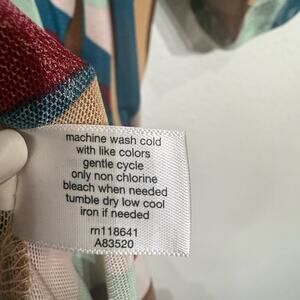 machine wash cold
with like colors
gentle cycle
only non chlorine
bleach when needed
tumble dry low cool
iron if needed
rn118641
A83520